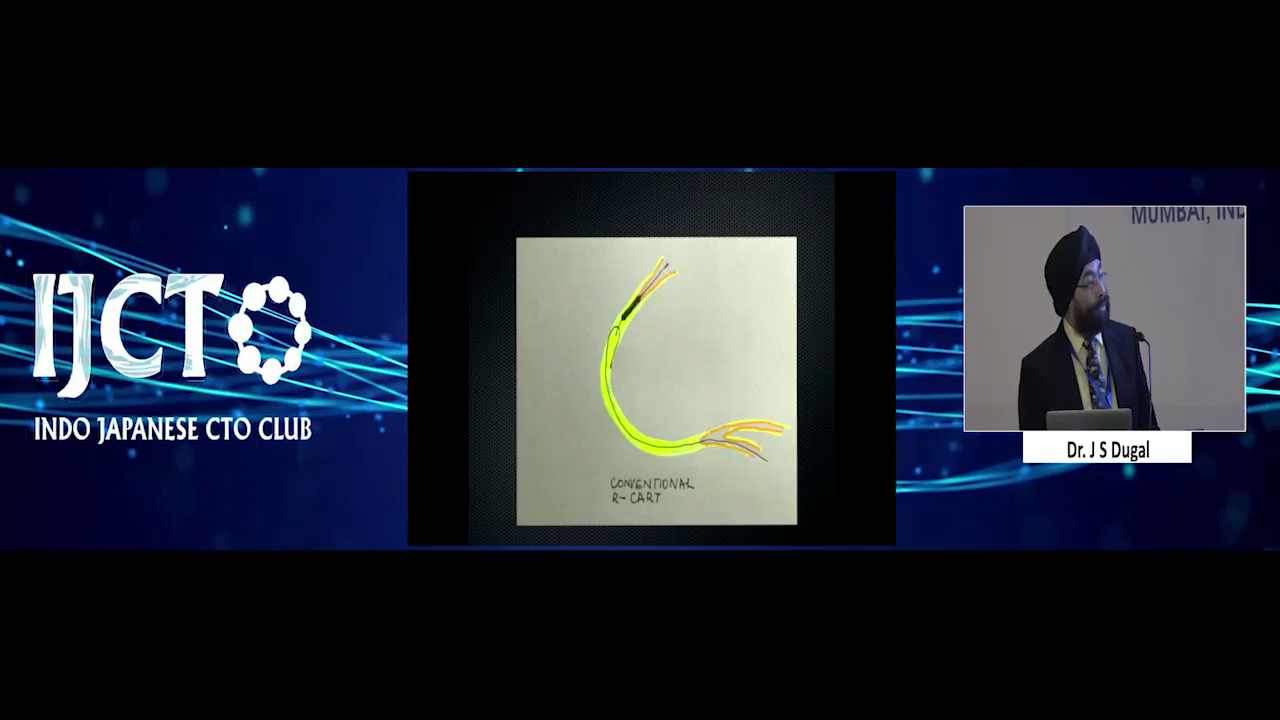 IJCTO
INDO JAPANESE CTO CLUB
CONVENTIONAL
R-CART
MUMBAI, IND
Dr. J S Dugal